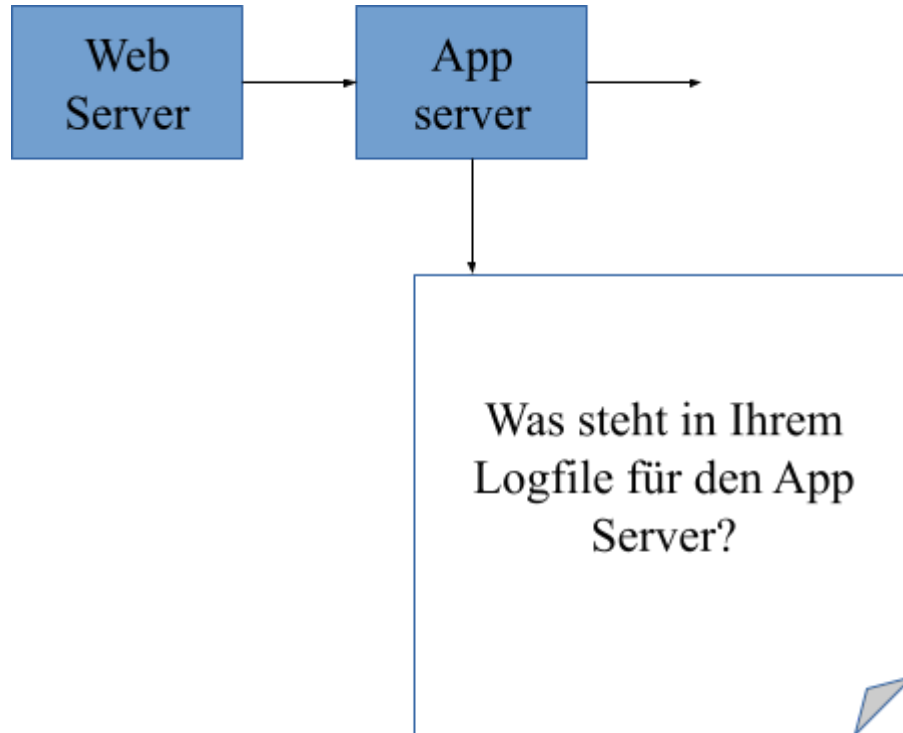 Web
Server
App
server
Was steht in Ihrem
Logfile für den App
Server?